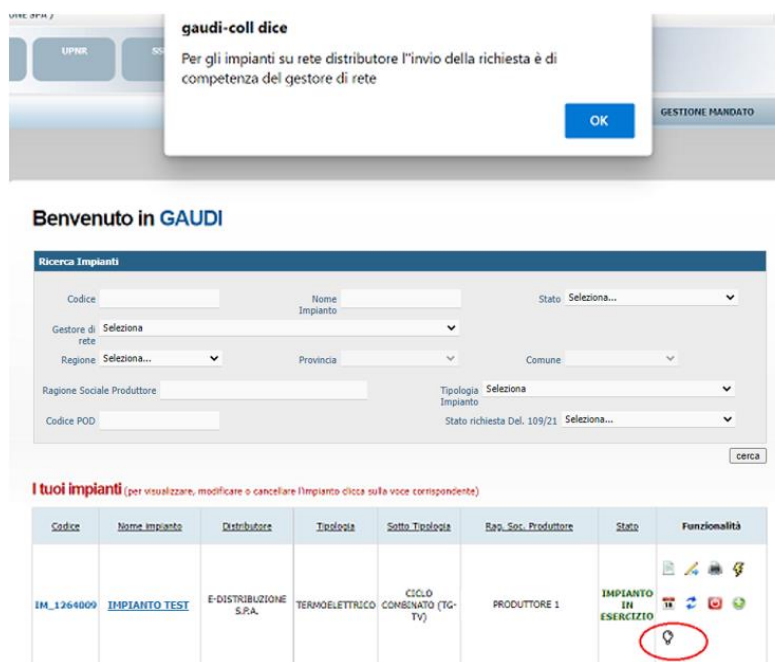 ONE SPA )
gaudi-coll dice
UPNR
Per gli impianti su rete distributore l''invio della richiesta è di
competenza del gestore di rete
OK
GESTIONE MANDATO
Benvenuto in GAUDI
Ricerca Impianti
Codice Nome Impianto Stato Seleziona...
Gestore di rete Seleziona
Regione Seleziona... Provincia Comune
Ragione Sociale Produttore Tipologia Impianto Seleziona
Codice POD Stato richiesta Del. 109/21 Seleziona...
cerca
I tuoi impianti (per visualizzare, modificare o cancellare l'impianto clicca sulla voce corrispondente)
Codice Nome impianto Distributore Tipologia Sotto Tipologia Rag. Soc. Produttore Stato Funzionalità
IM_1264009 IMPIANTO TEST E-DISTRIBUZIONE S.P.A. TERMOELETTRICO CICLO COMBINATO (TG-TV) PRODUTTORE 1 IMPIANTO IN ESERCIZIO